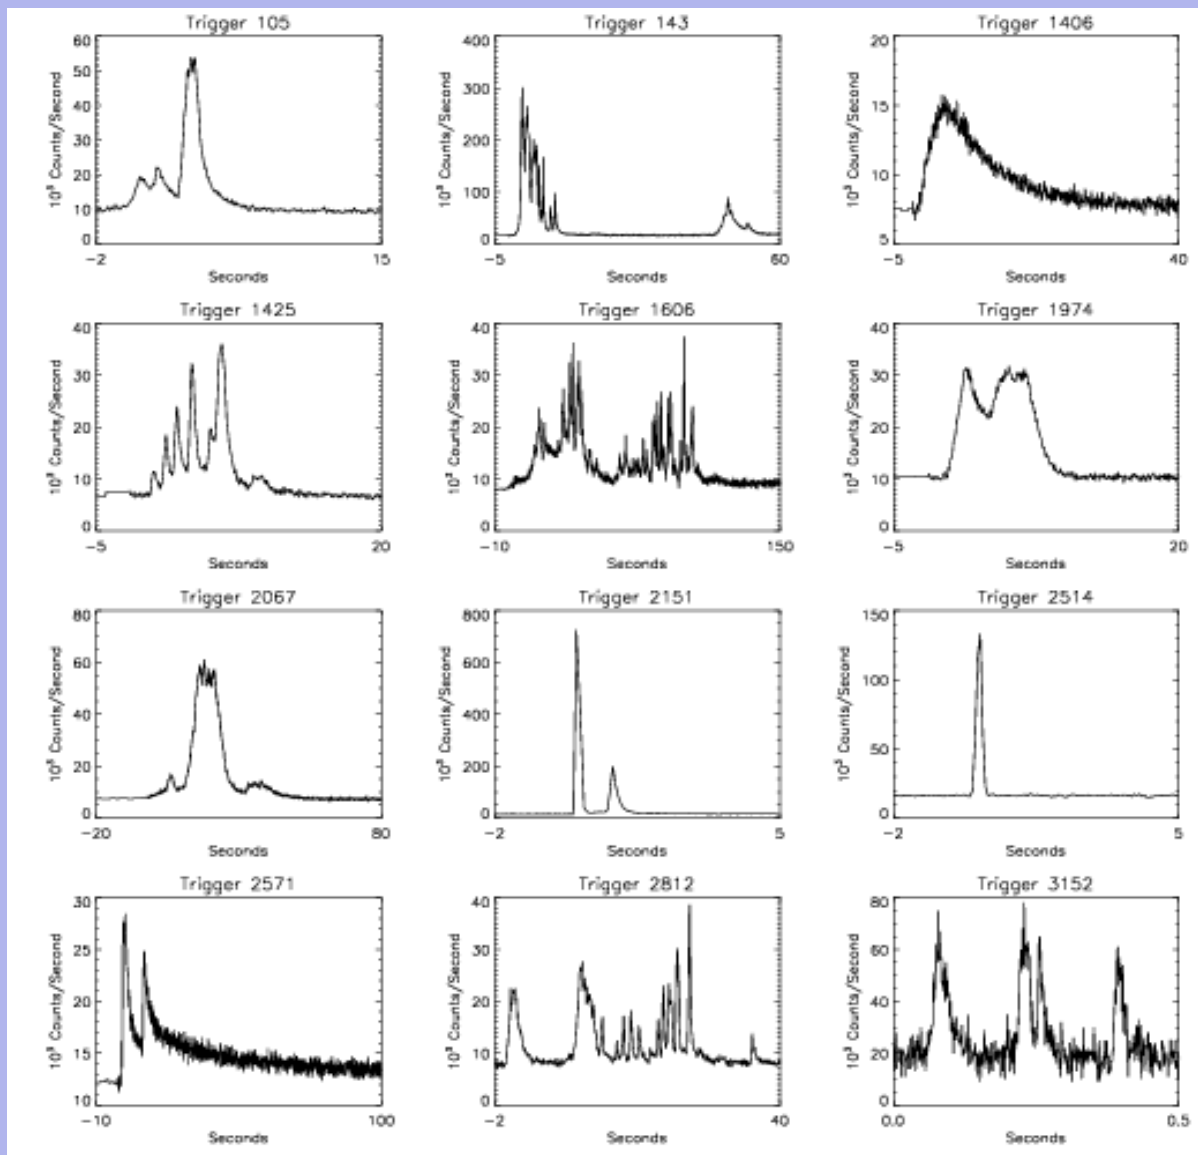 Trigger 105
60
50
40
30
20
10
0
10³ Counts/Second
-2
15
Seconds
Trigger 143
400
300
200
100
0
10³ Counts/Second
-5
60
Seconds
Trigger 1406
20
15
10
5
10³ Counts/Second
-5
40
Seconds
Trigger 1425
40
30
20
10
0
10³ Counts/Second
-5
20
Seconds
Trigger 1606
40
30
20
10
0
10³ Counts/Second
-10
150
Seconds
Trigger 1974
40
30
20
10
0
10³ Counts/Second
-5
20
Seconds
Trigger 2067
80
60
40
20
0
10³ Counts/Second
-20
80
Seconds
Trigger 2151
800
600
400
200
0
10³ Counts/Second
-2
5
Seconds
Trigger 2514
150
100
50
0
10³ Counts/Second
-2
5
Seconds
Trigger 2571
30
25
20
15
10
10³ Counts/Second
-10
100
Seconds
Trigger 2812
40
30
20
10
0
10³ Counts/Second
-2
40
Seconds
Trigger 3152
80
60
40
20
0
10³ Counts/Second
0.0
0.5
Seconds